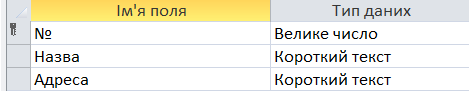 Ім'я поля Тип даних
№ Велике число
Назва Короткий текст
Адреса Короткий текст